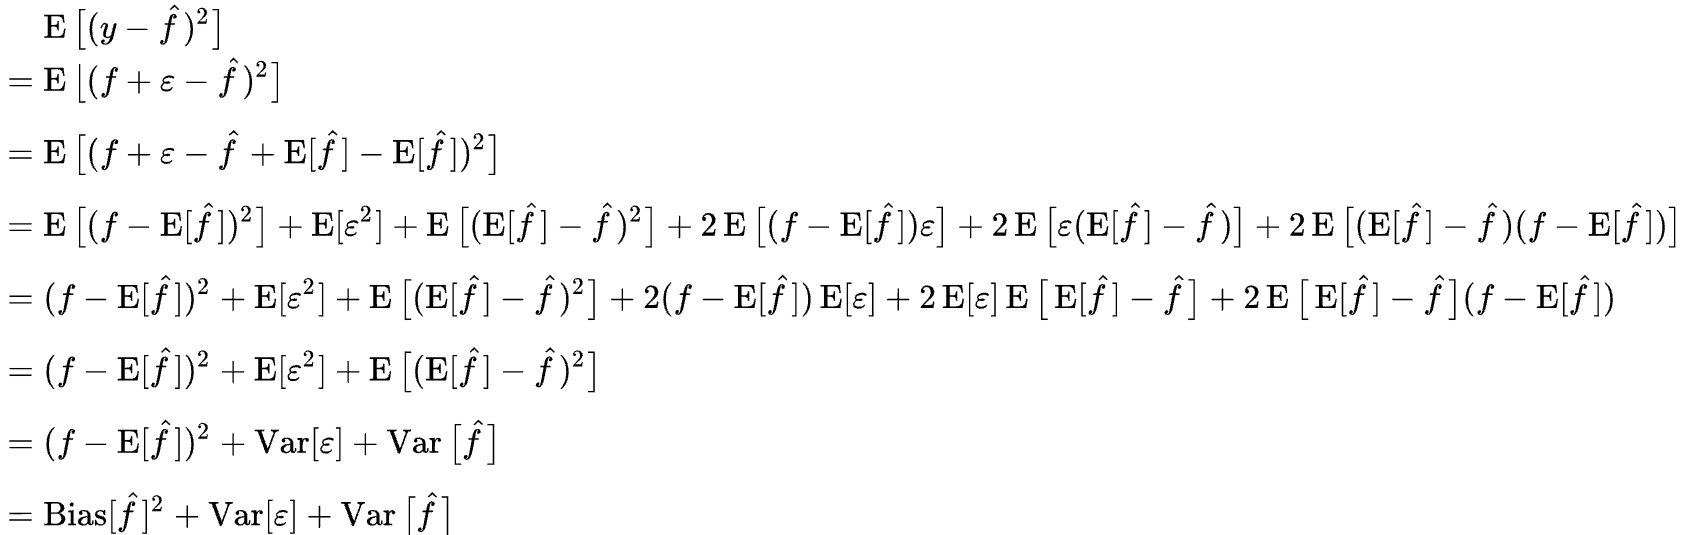 E [(y − f̂ )²]
= E [(f + ε − f̂ )²]
= E [(f + ε − f̂ + E[f̂ ] − E[f̂ ])²]
= E [(f − E[f̂ ])²] + E[ε²] + E [(E[f̂ ] − f̂ )²] + 2 E [(f − E[f̂ ])ε] + 2 E [ε(E[f̂ ] − f̂ )] + 2 E [(E[f̂ ] − f̂ )(f − E[f̂ ])]
= (f − E[f̂ ])² + E[ε²] + E [(E[f̂ ] − f̂ )²] + 2(f − E[f̂ ]) E[ε] + 2 E[ε] E [ E[f̂ ] − f̂ ] + 2 E [ E[f̂ ] − f̂ ](f − E[f̂ ])
= (f − E[f̂ ])² + E[ε²] + E [(E[f̂ ] − f̂ )²]
= (f − E[f̂ ])² + Var[ε] + Var [f̂ ]
= Bias[f̂ ]² + Var[ε] + Var [f̂ ]